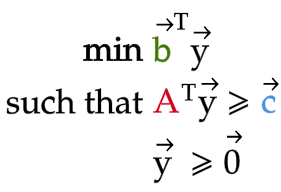 min b⃗ᵀ y⃗
such that Aᵀy⃗ ⩾ c⃗
y⃗ ⩾ 0⃗